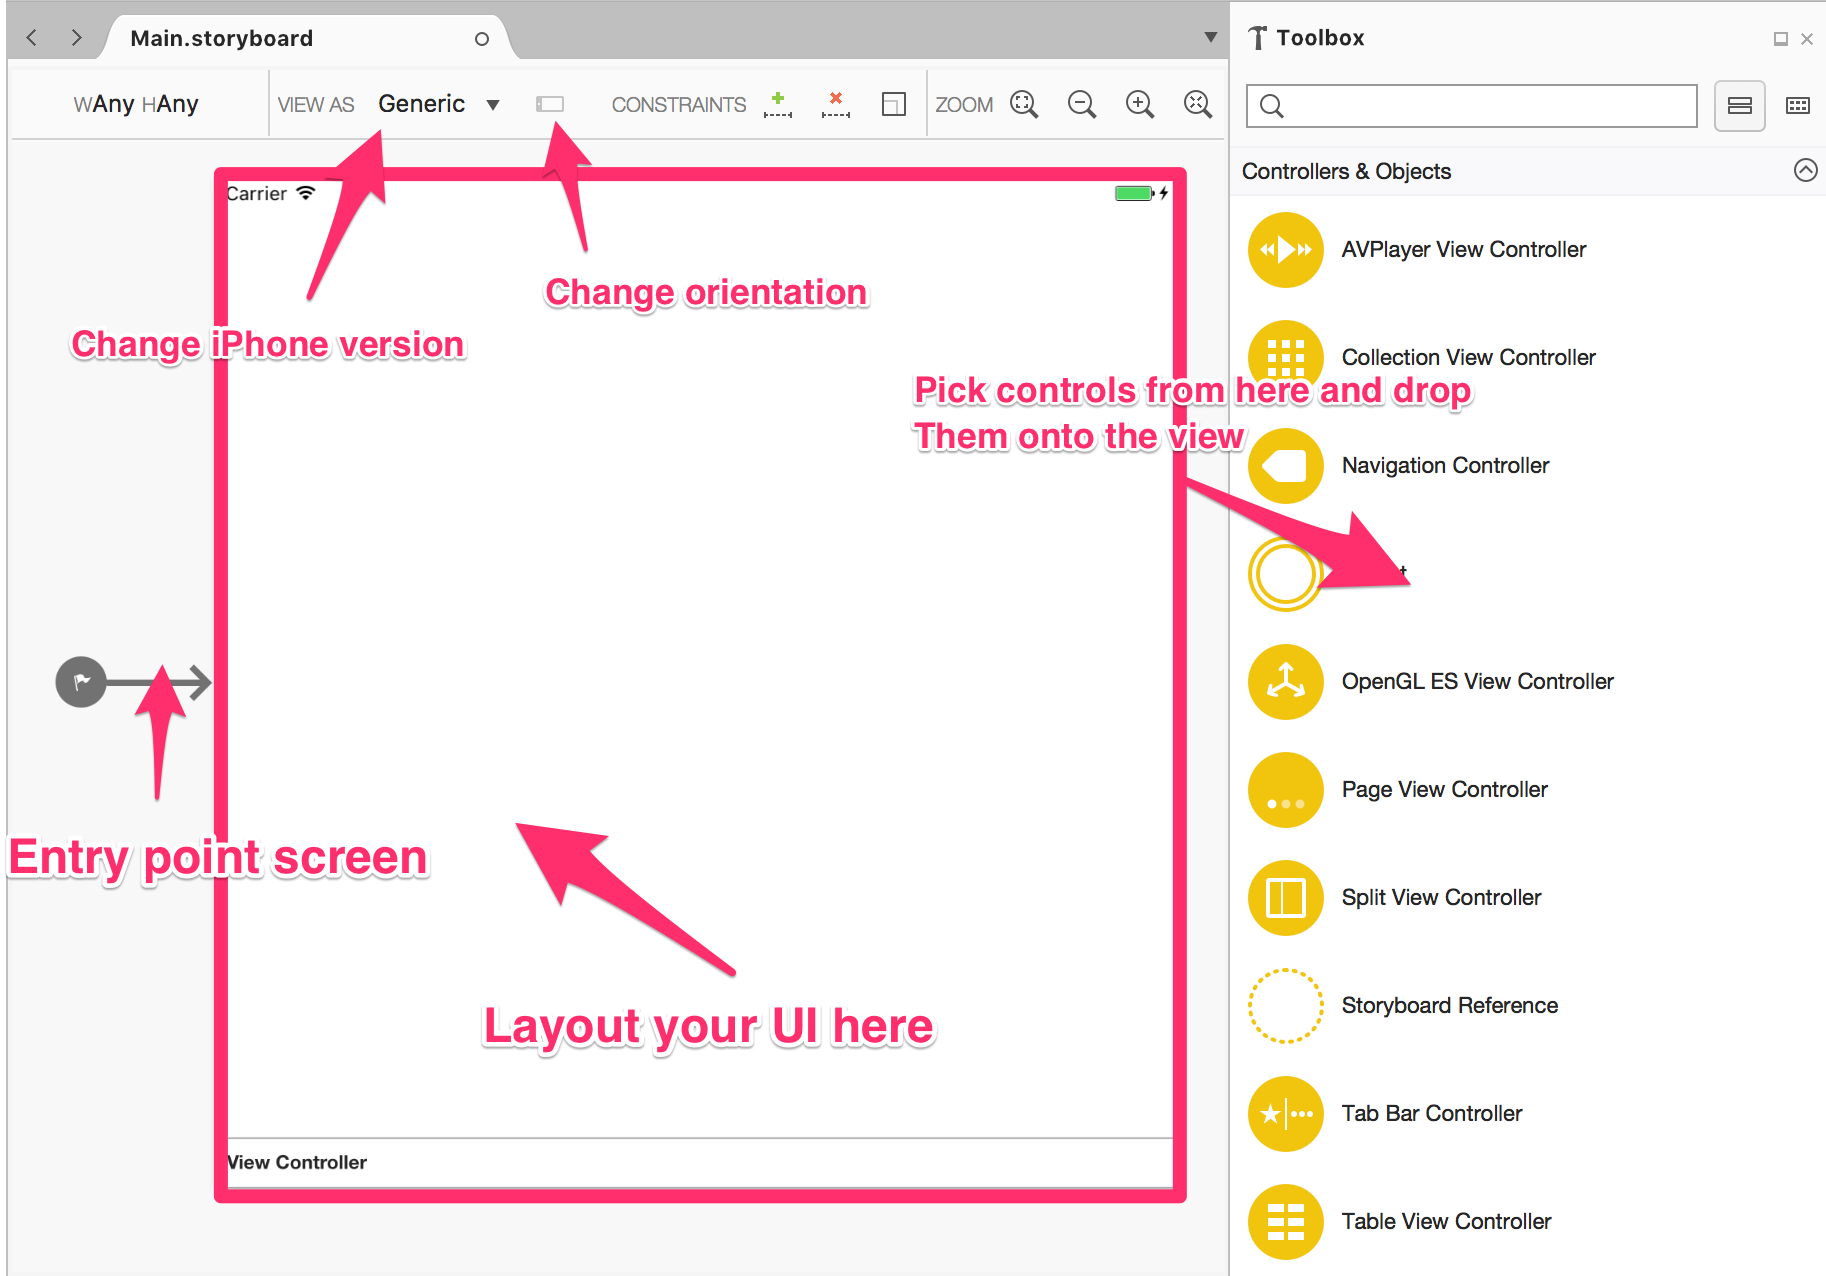 Main.storyboard
Toolbox
wAny HAny
VIEW AS Generic
CONSTRAINTS
ZOOM
Controllers & Objects
Carrier
Change orientation
Change iPhone version
Pick controls from here and drop
Them onto the view
Entry point screen
Layout your UI here
View Controller
AVPlayer View Controller
Collection View Controller
Navigation Controller
OpenGL ES View Controller
Page View Controller
Split View Controller
Storyboard Reference
Tab Bar Controller
Table View Controller